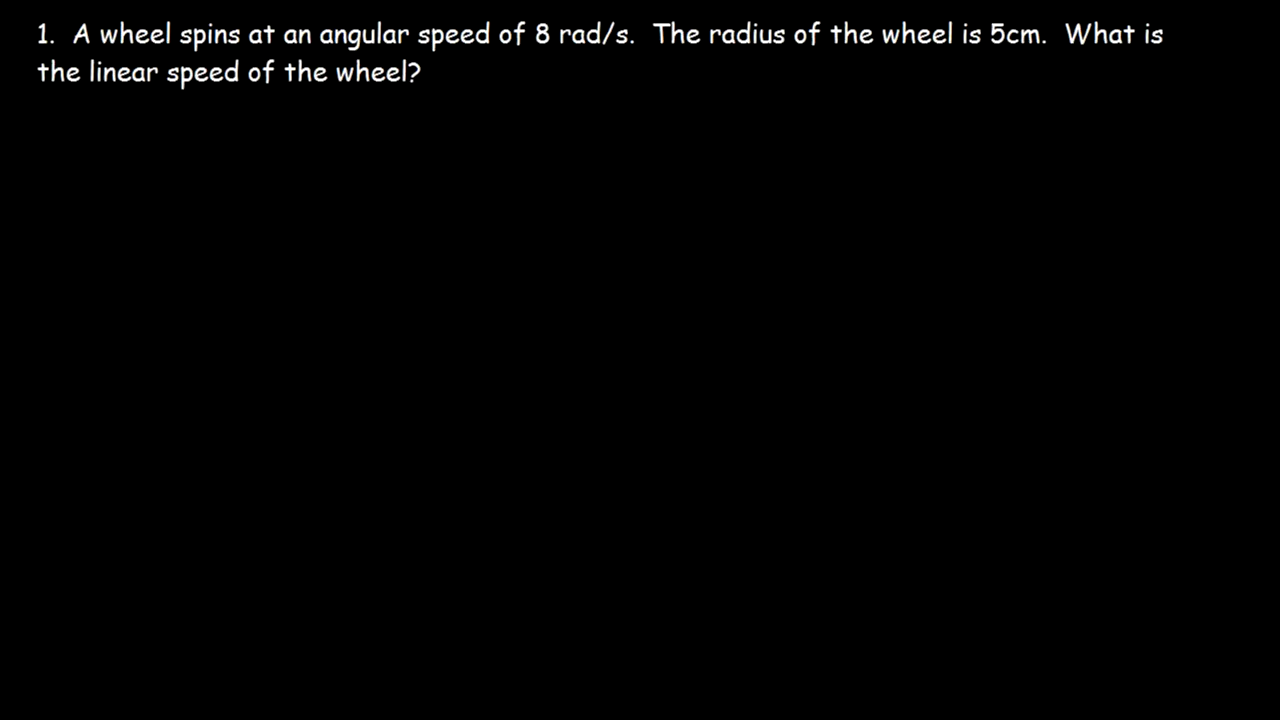 1. A wheel spins at an angular speed of 8 rad/s. The radius of the wheel is 5cm. What is
the linear speed of the wheel?